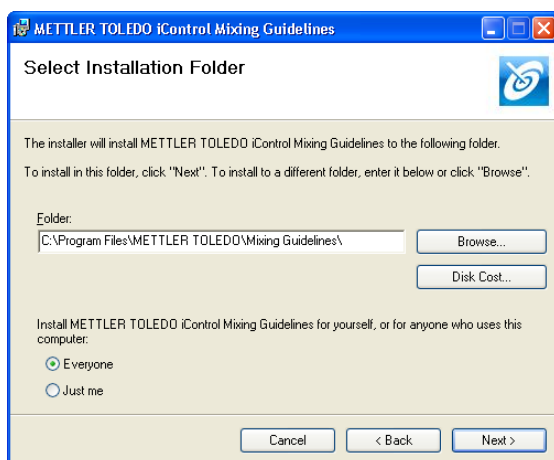 METTLER TOLEDO iControl Mixing Guidelines
Select Installation Folder
The installer will install METTLER TOLEDO iControl Mixing Guidelines to the following folder.
To install in this folder, click "Next". To install to a different folder, enter it below or click "Browse".
Folder:
C:\Program Files\METTLER TOLEDO\Mixing Guidelines\
Browse...
Disk Cost...
Install METTLER TOLEDO iControl Mixing Guidelines for yourself, or for anyone who uses this
computer:
Everyone
Just me
Cancel
< Back
Next >